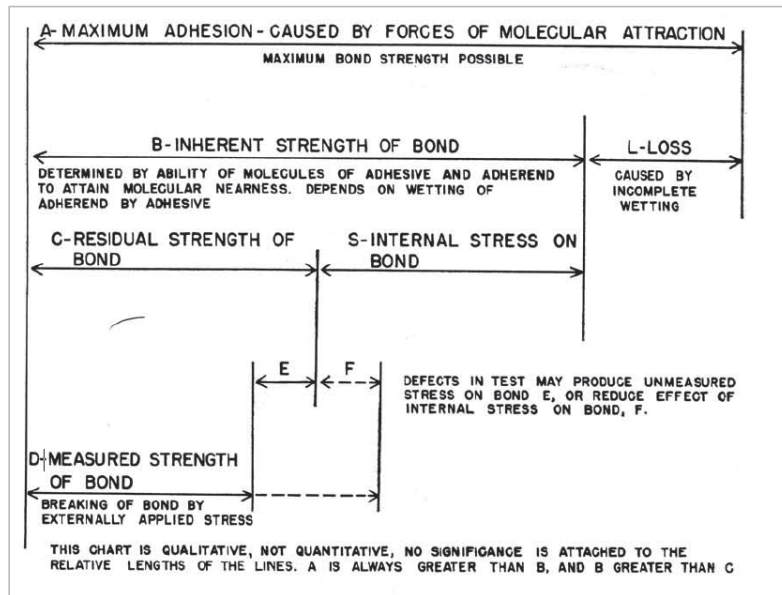 A- MAXIMUM ADHESION - CAUSED BY FORCES OF MOLECULAR ATTRACTION
MAXIMUM BOND STRENGTH POSSIBLE
B-INHERENT STRENGTH OF BOND
DETERMINED BY ABILITY OF MOLECULES OF ADHESIVE AND ADHEREND
TO ATTAIN MOLECULAR NEARNESS. DEPENDS ON WETTING OF
ADHEREND BY ADHESIVE
L-LOSS
CAUSED BY
INCOMPLETE
WETTING
C-RESIDUAL STRENGTH OF
BOND
S-INTERNAL STRESS ON
BOND
E
F
DEFECTS IN TEST MAY PRODUCE UNMEASURED
STRESS ON BOND E, OR REDUCE EFFECT OF
INTERNAL STRESS ON BOND, F.
D-MEASURED STRENGTH
OF BOND
BREAKING OF BOND BY
EXTERNALLY APPLIED STRESS
THIS CHART IS QUALITATIVE, NOT QUANTITATIVE, NO SIGNIFICANCE IS ATTACHED TO THE
RELATIVE LENGTHS OF THE LINES. A IS ALWAYS GREATER THAN B, AND B GREATER THAN C